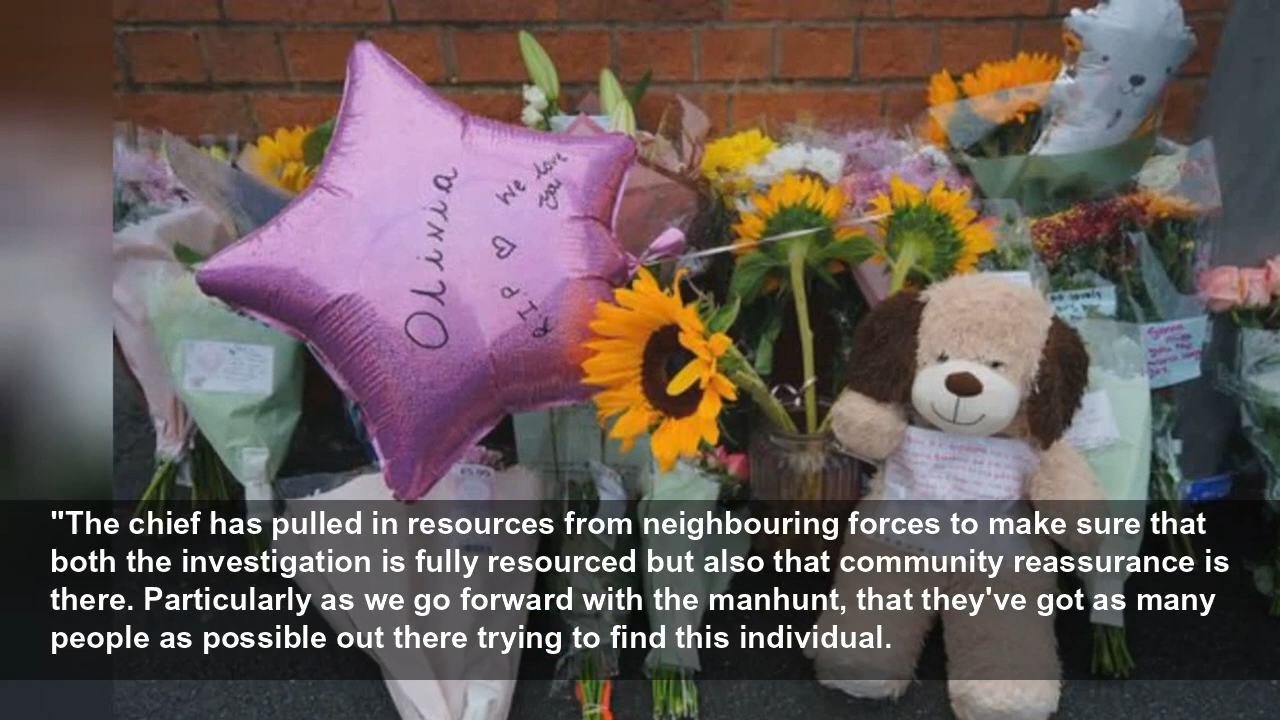 Olivia
We love
you
R I P
"The chief has pulled in resources from neighbouring forces to make sure that
both the investigation is fully resourced but also that community reassurance is
there. Particularly as we go forward with the manhunt, that they've got as many
people as possible out there trying to find this individual.